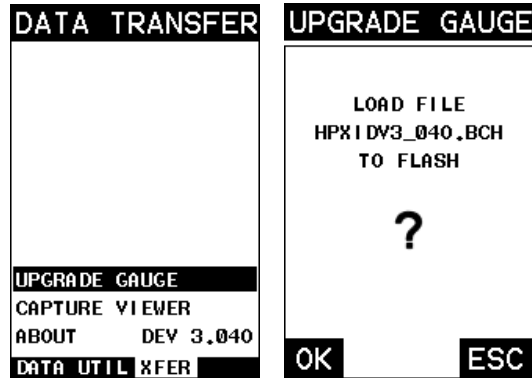 DATA TRANSFER
UPGRADE GAUGE
CAPTURE VIEWER
ABOUT DEV 3.040
DATA UTIL XFER
UPGRADE GAUGE
LOAD FILE
HPXIDV3_040.BCH
TO FLASH
?
OK ESC